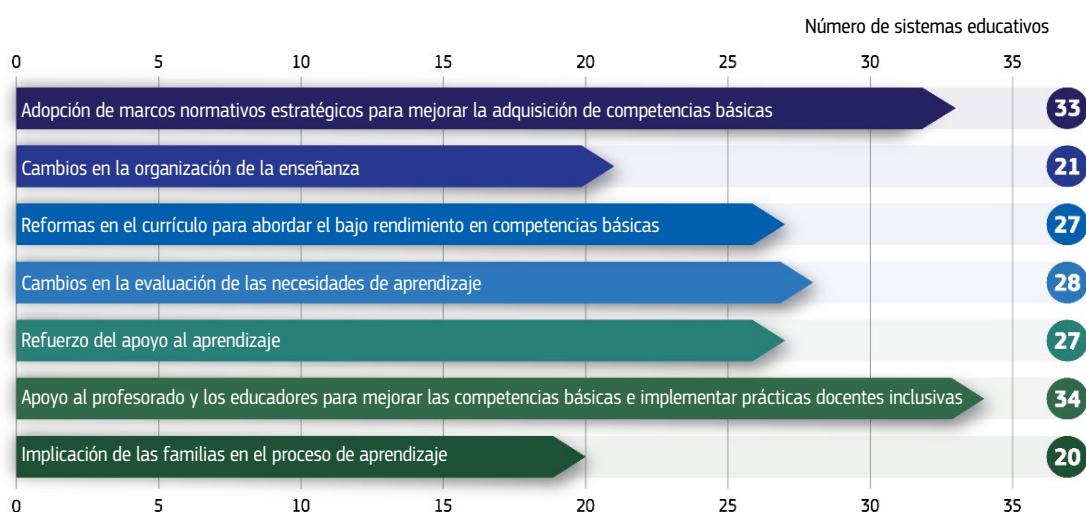 Número de sistemas educativos
0 5 10 15 20 25 30 35
Adopción de marcos normativos estratégicos para mejorar la adquisición de competencias básicas 33
Cambios en la organización de la enseñanza 21
Reformas en el currículo para abordar el bajo rendimiento en competencias básicas 27
Cambios en la evaluación de las necesidades de aprendizaje 28
Refuerzo del apoyo al aprendizaje 27
Apoyo al profesorado y los educadores para mejorar las competencias básicas e implementar prácticas docentes inclusivas 34
Implicación de las familias en el proceso de aprendizaje 20
0 5 10 15 20 25 30 35